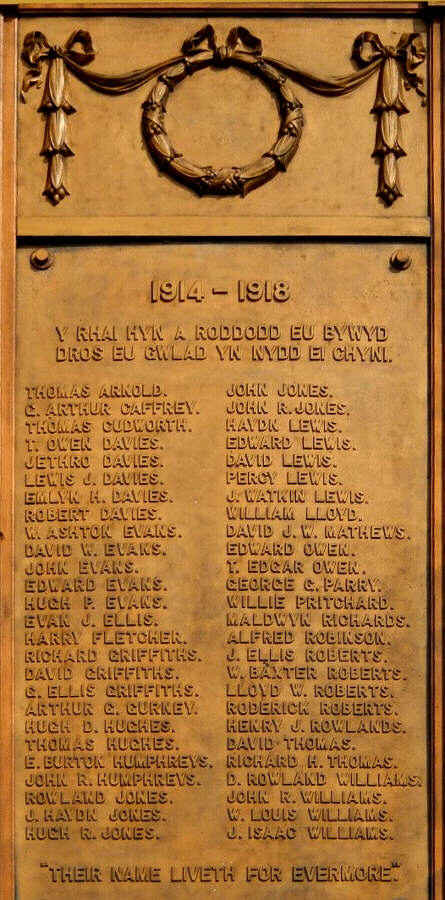 1914 – 1918
Y RHAI HYN A RODDODD EU BYWYD
DROS EU GWLAD YN NYDD EI CHYNI.
THOMAS ARNOLD.
G. ARTHUR CAFFREY.
THOMAS CUDWORTH.
T. OWEN DAVIES.
JETHRO DAVIES.
LEWIS J. DAVIES.
EMLYN H. DAVIES.
ROBERT DAVIES.
W. ASHTON EVANS.
DAVID W. EVANS.
JOHN EVANS.
EDWARD EVANS.
HUGH P. EVANS.
EVAN J. ELLIS.
HARRY FLETCHER.
RICHARD GRIFFITHS.
DAVID GRIFFITHS.
G. ELLIS GRIFFITHS.
ARTHUR G. GURNEY.
HUGH D. HUGHES.
THOMAS HUGHES.
E. BURTON HUMPHREYS.
JOHN R. HUMPHREYS.
ROWLAND JONES.
J. HAYDN JONES.
HUGH R. JONES.
JOHN JONES.
JOHN R. JONES.
HAYDN LEWIS.
EDWARD LEWIS.
DAVID LEWIS.
PERCY LEWIS.
J. WATKIN LEWIS.
WILLIAM LLOYD.
DAVID J. W. MATHEWS.
EDWARD OWEN.
T. EDGAR OWEN.
GEORGE G. PARRY.
WILLIE PRITCHARD.
MALDWYN RICHARDS.
ALFRED ROBINSON.
J. ELLIS ROBERTS.
W. BAXTER ROBERTS.
LLOYD W. ROBERTS.
RODERICK ROBERTS.
HENRY J. ROWLANDS.
DAVID THOMAS.
RICHARD H. THOMAS.
D. ROWLAND WILLIAMS.
JOHN R. WILLIAMS.
W. LOUIS WILLIAMS.
J. ISAAC WILLIAMS.
"THEIR NAME LIVETH FOR EVERMORE".